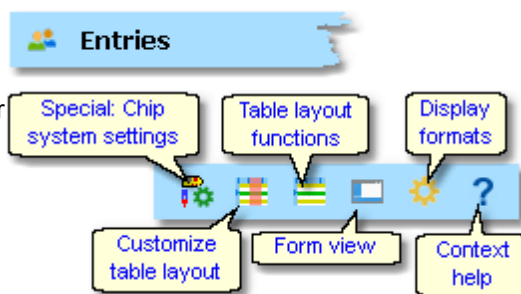 Entries
r
Special: Chip
system settings
Table layout
functions
Display
formats
?
Customize
table layout
Form view
Context
help